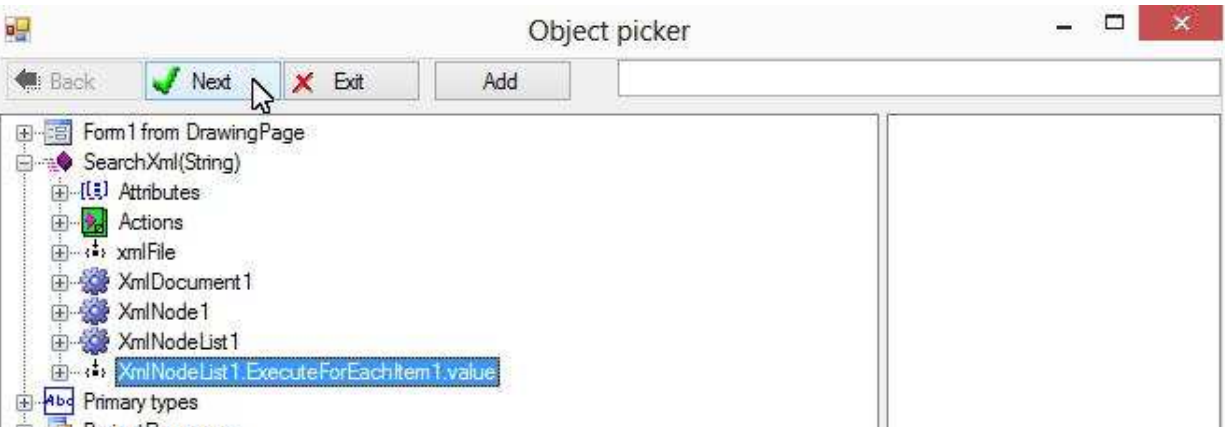 Object picker
Back Next Exit Add
Form1 from DrawingPage
SearchXml(String)
Attributes
Actions
xmlFile
XmlDocument1
XmlNode1
XmlNodeList1
XmlNodeList1.ExecuteForEachItem1.value
Abc Primary types